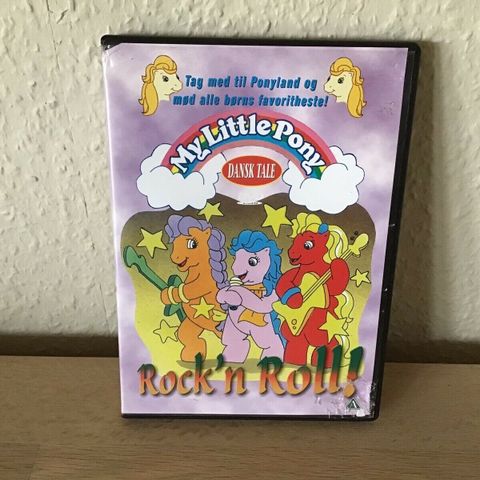 Tag med til Ponyland og
mød alle børns favoritheste!
My Little Pony
DANSK TALE
Rock'n Roll!